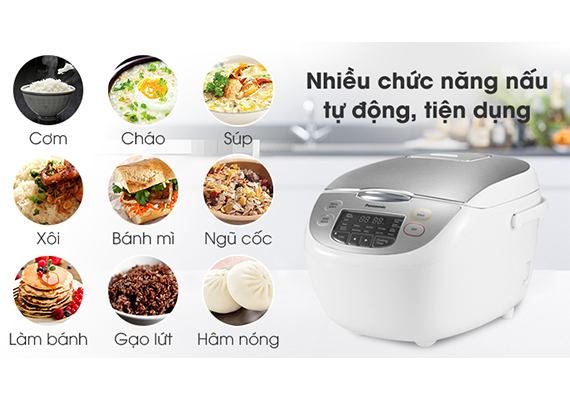 Nhiều chức năng nấu
tự động, tiện dụng
Cơm
Cháo
Súp
Xôi
Bánh mì
Ngũ cốc
Làm bánh
Gạo lứt
Hâm nóng
Panasonic